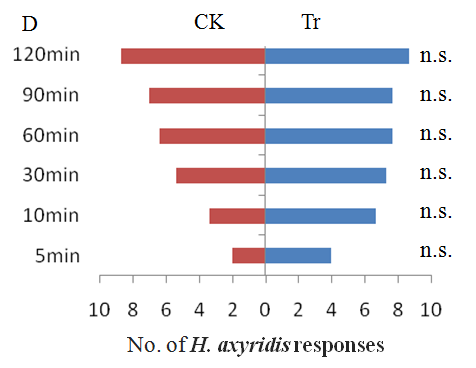 D CK Tr
120min n.s.
90min n.s.
60min n.s.
30min n.s.
10min n.s.
5min n.s.
10 8 6 4 2 0 2 4 6 8 10
No. of H. axyridis responses